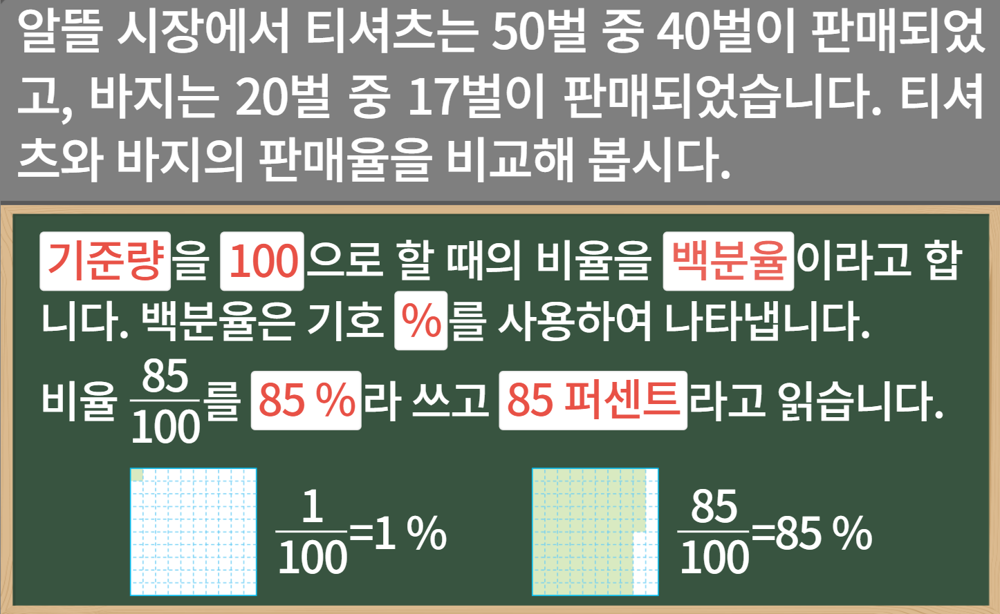 알뜰 시장에서 티셔츠는 50벌 중 40벌이 판매되었
고, 바지는 20벌 중 17벌이 판매되었습니다. 티셔
츠와 바지의 판매율을 비교해 봅시다.
기준량을 100으로 할 때의 비율을 백분율이라고 합
니다. 백분율은 기호 %를 사용하여 나타냅니다.
비율 85/100를 85 %라 쓰고 85 퍼센트라고 읽습니다.
1/100=1 % 85/100=85 %